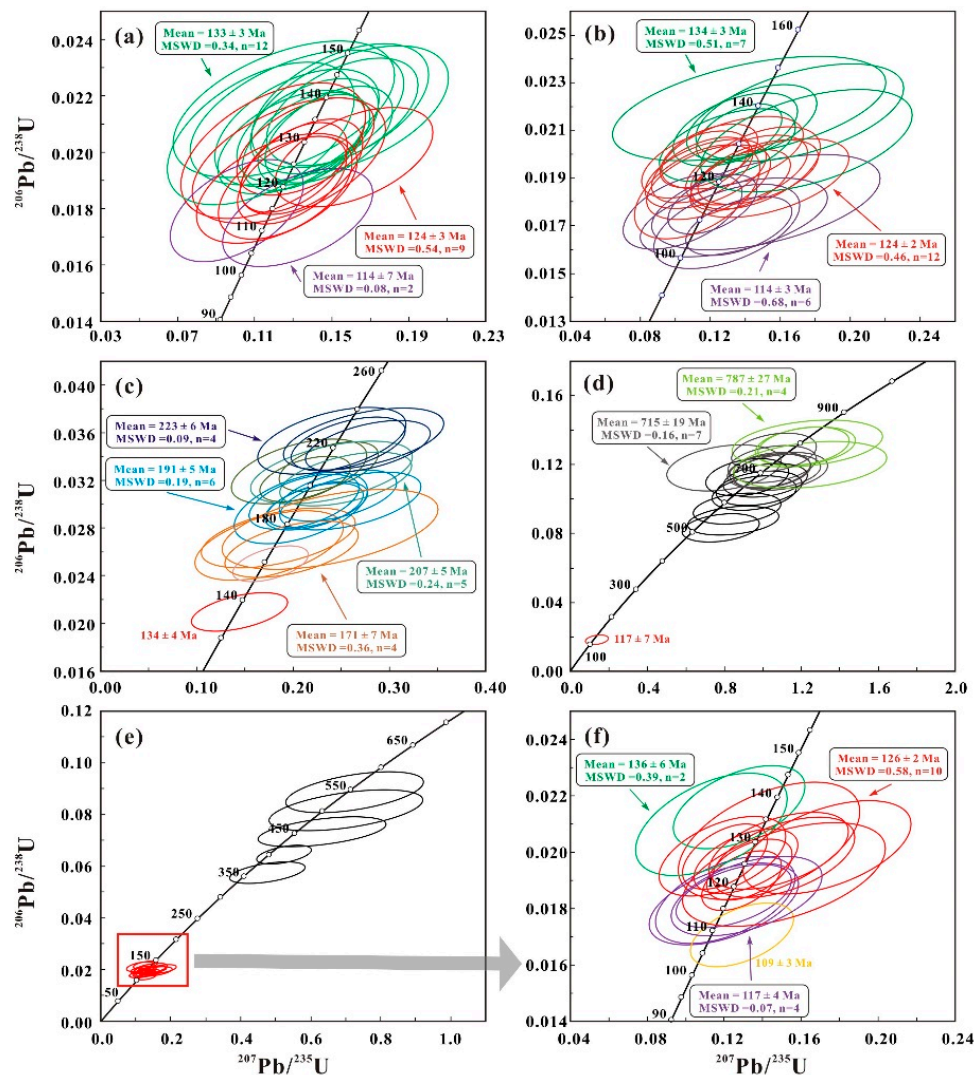 (a)
Mean = 133 ± 3 Ma
MSWD =0.34, n=12
Mean = 124 ± 3 Ma
MSWD =0.54, n=9
Mean = 114 ± 7 Ma
MSWD =0.08, n=2
150
140
130
120
110
100
90
0.024
0.022
0.020
0.018
0.016
0.014
0.03 0.07 0.11 0.15 0.19 0.23
206Pb/238U
(b)
Mean = 134 ± 3 Ma
MSWD =0.51, n=7
Mean = 124 ± 2 Ma
MSWD =0.46, n=12
Mean = 114 ± 3 Ma
MSWD =0.68, n=6
160
140
120
100
0.025
0.023
0.021
0.019
0.017
0.015
0.013
0.04 0.08 0.12 0.16 0.20 0.24
(c)
Mean = 223 ± 6 Ma
MSWD =0.09, n=4
Mean = 191 ± 5 Ma
MSWD =0.19, n=6
Mean = 207 ± 5 Ma
MSWD =0.24, n=5
Mean = 171 ± 7 Ma
MSWD =0.36, n=4
134 ± 4 Ma
260
220
180
140
0.040
0.036
0.032
0.028
0.024
0.020
0.016
0.00 0.10 0.20 0.30 0.40
206Pb/238U
(d)
Mean = 787 ± 27 Ma
MSWD =0.21, n=4
Mean = 715 ± 19 Ma
MSWD =0.16, n=7
117 ± 7 Ma
900
700
500
300
100
0.16
0.12
0.08
0.04
0.00
0.0 0.4 0.8 1.2 1.6 2.0
(e)
650
550
450
350
250
150
50
0.12
0.10
0.08
0.06
0.04
0.02
0.00
0.0 0.2 0.4 0.6 0.8 1.0
206Pb/238U
207Pb/235U
(f)
Mean = 136 ± 6 Ma
MSWD =0.39, n=2
Mean = 126 ± 2 Ma
MSWD =0.58, n=10
109 ± 3 Ma
Mean = 117 ± 4 Ma
MSWD =0.07, n=4
150
140
130
120
110
100
90
0.024
0.022
0.020
0.018
0.016
0.014
0.04 0.08 0.12 0.16 0.20 0.24
207Pb/235U